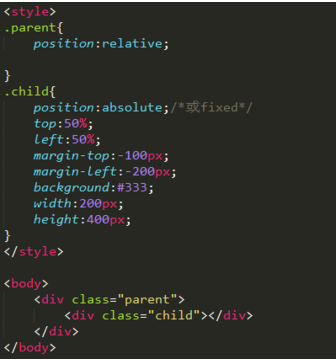 <style>
.parent{
position:relative;
}
.child{
position:absolute;/*或fixed*/
top:50%;
left:50%;
margin-top:-100px;
margin-left:-200px;
background:#333;
width:200px;
height:400px;
}
</style>
<body>
<div class="parent">
<div class="child"></div>
</div>
</body>